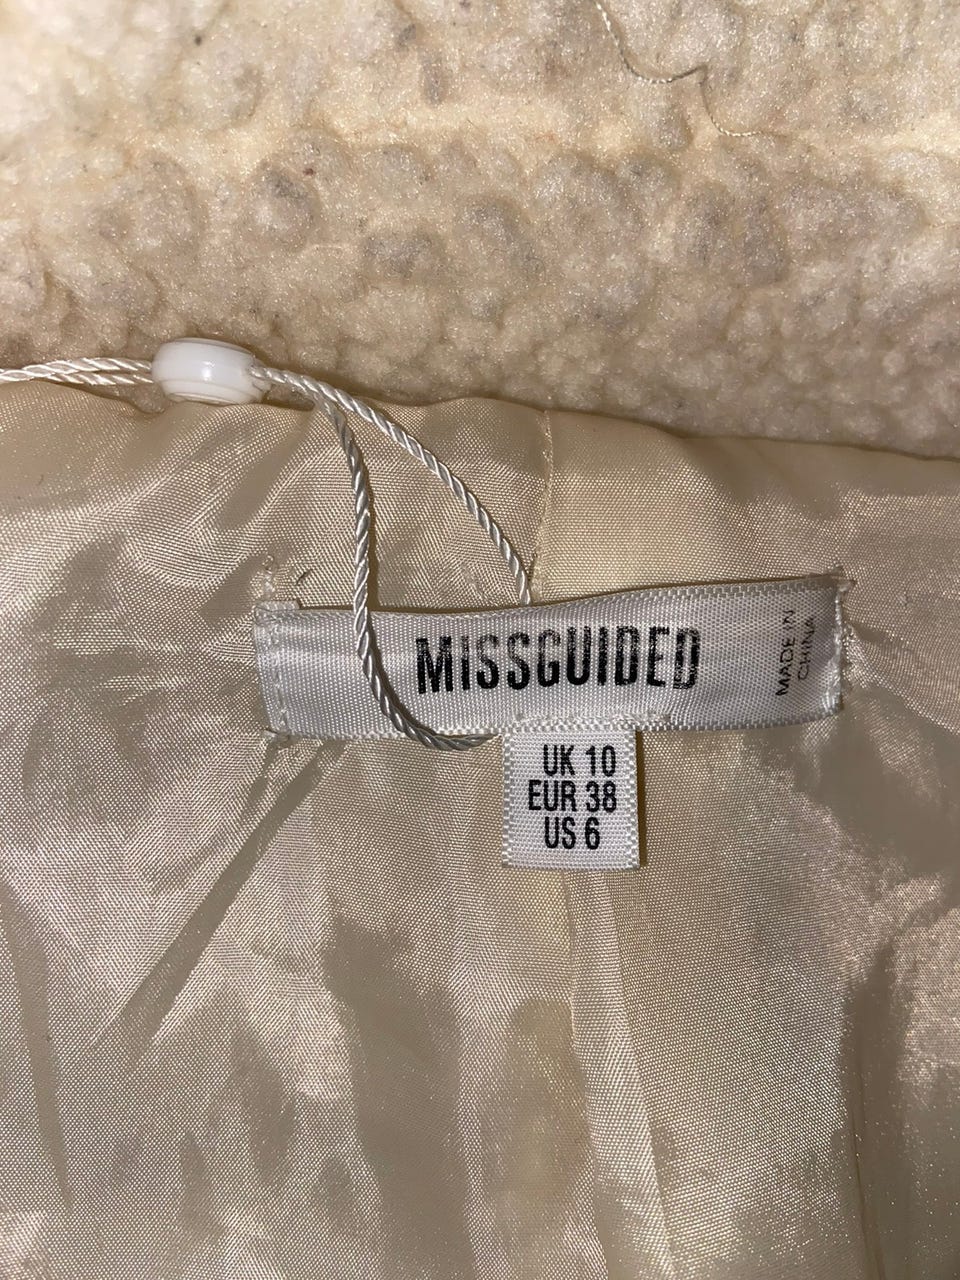 MISSGUIDED
MADE IN
CHINA
UK 10
EUR 38
US 6